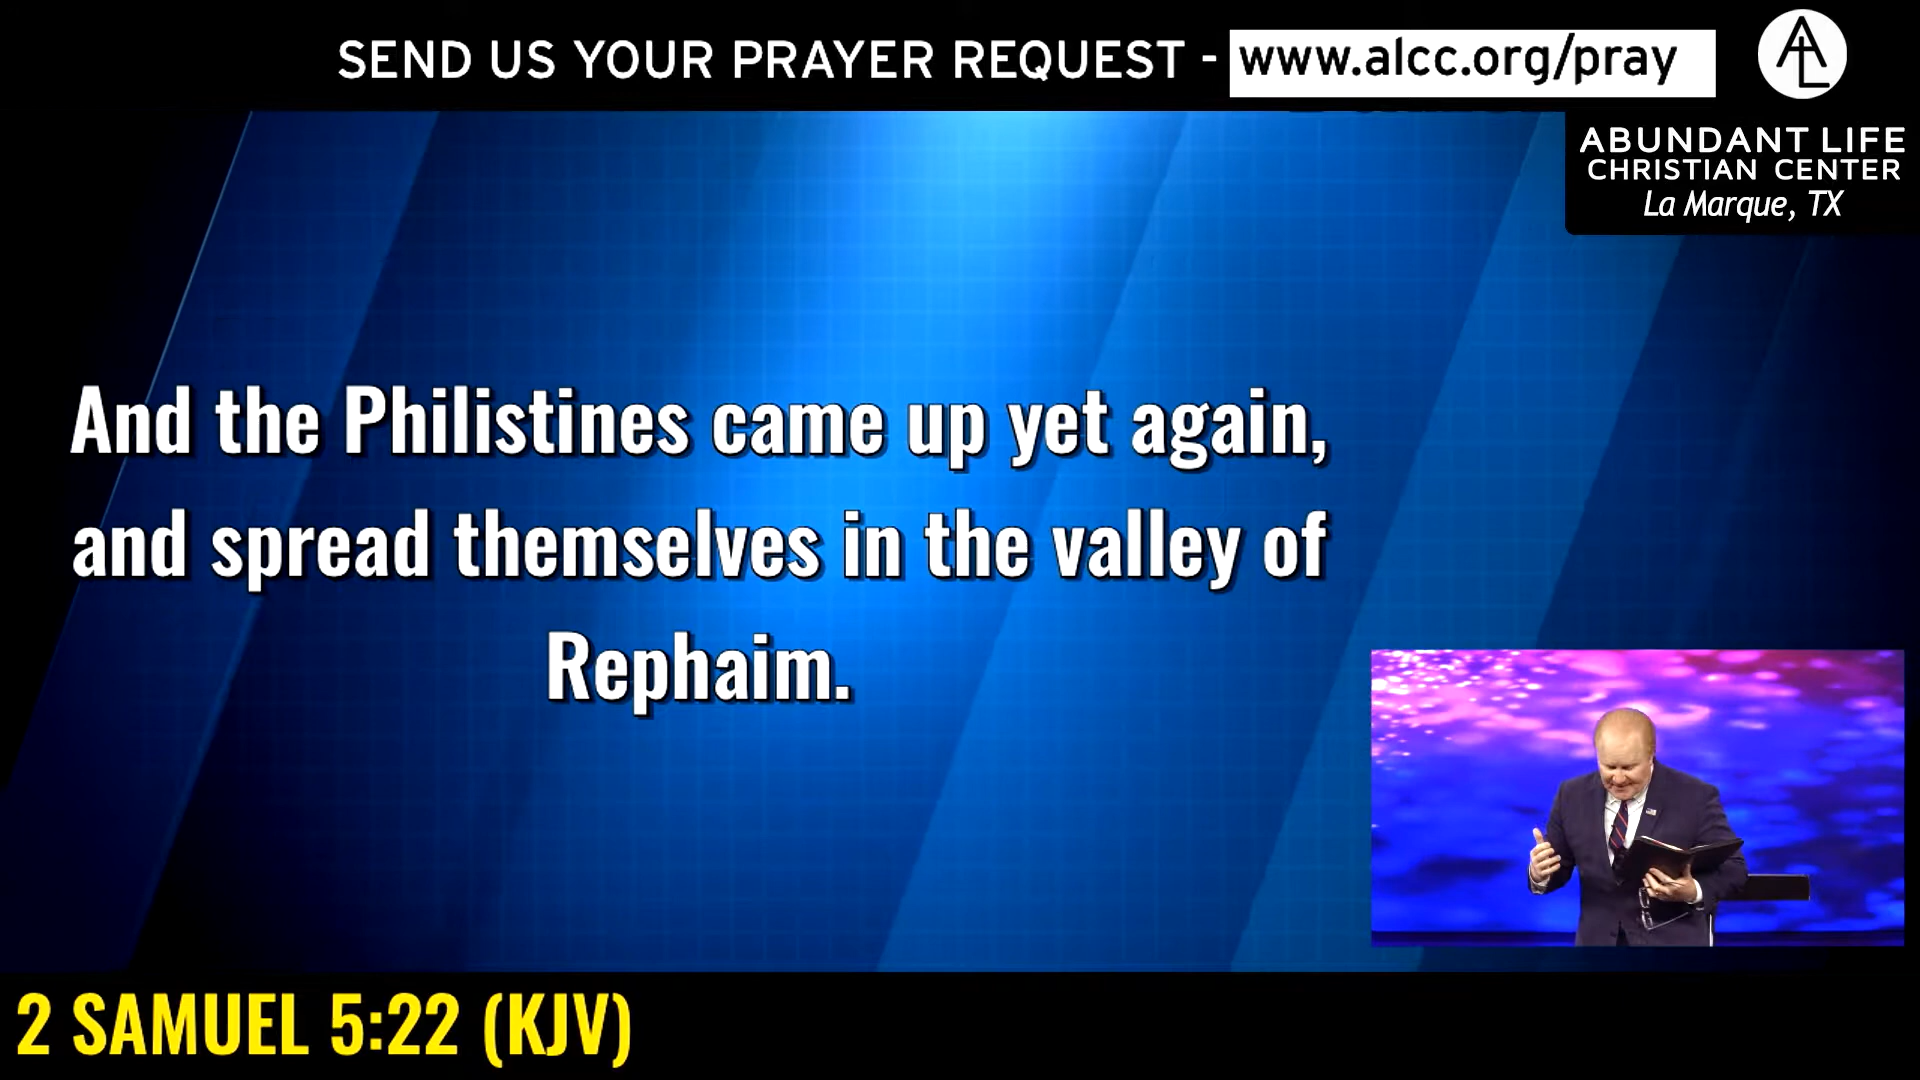 SEND US YOUR PRAYER REQUEST - www.alcc.org/pray
ABUNDANT LIFE
CHRISTIAN CENTER
La Marque, TX
And the Philistines came up yet again,
and spread themselves in the valley of
Rephaim.
2 SAMUEL 5:22 (KJV)